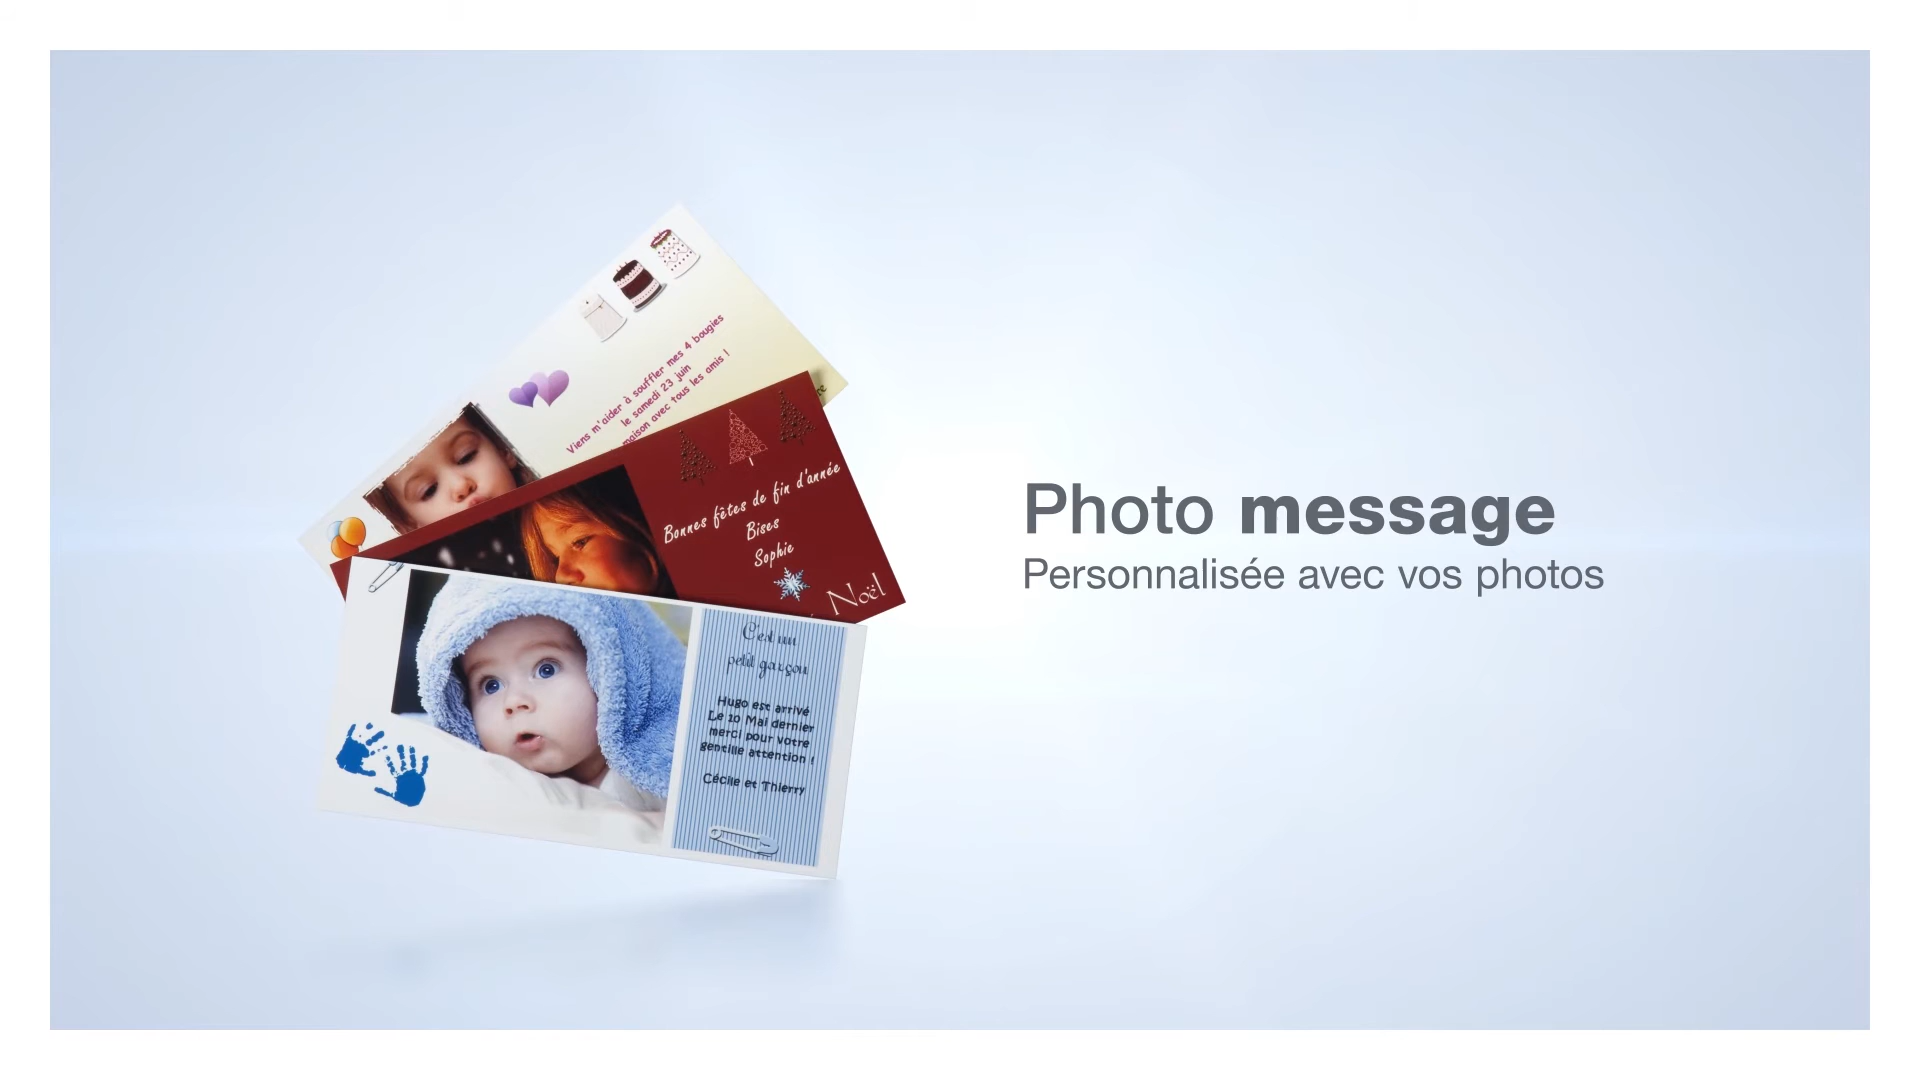 Viens m'aider à souffler mes 4 bougies
le samedi 23 juin
maison avec tous les amis !
Bonnes fêtes de fin d'année
Bises
Sophie
Noël
C'est un
petit garçon
Hugo est arrivé
Le 20 Mai dernier
merci pour votre
gentille attention !
Cécile et Thierry
Photo message
Personnalisée avec vos photos